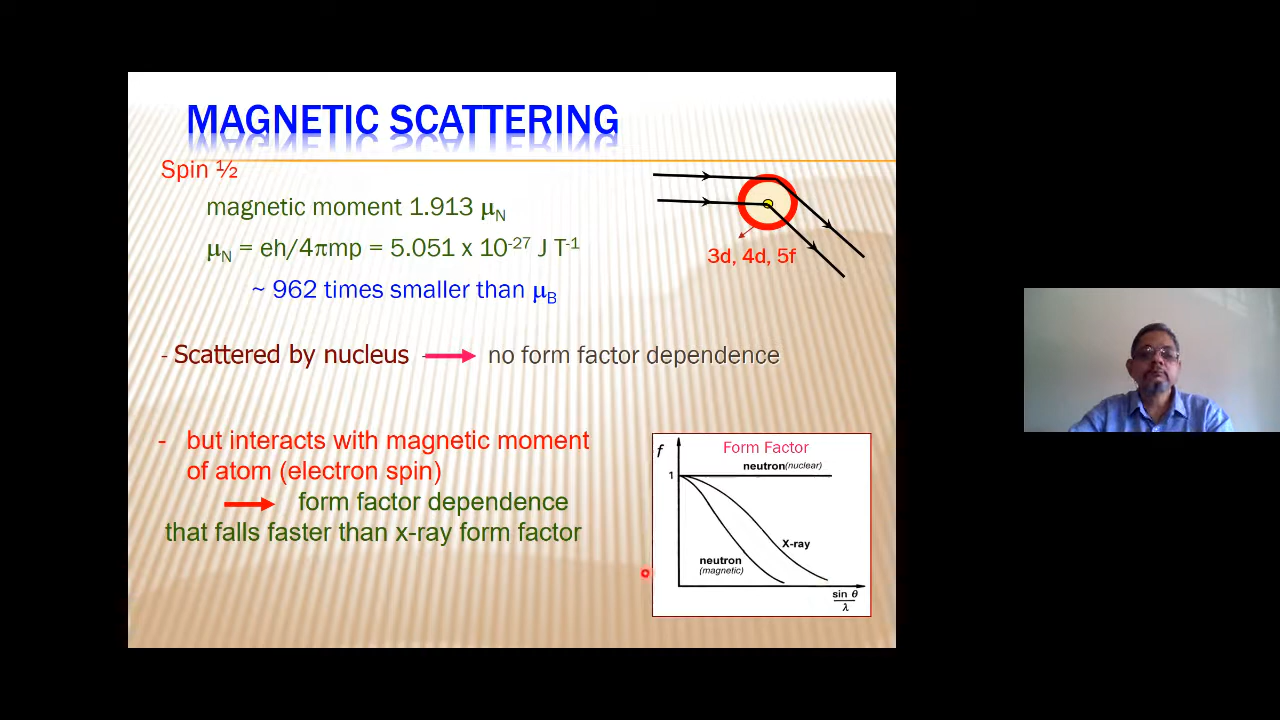 MAGNETIC SCATTERING
Spin ½
magnetic moment 1.913 μN
μN = eh/4πmp = 5.051 x 10-27 J T-1
~ 962 times smaller than μB
3d, 4d, 5f
- Scattered by nucleus - no form factor dependence
- but interacts with magnetic moment
of atom (electron spin)
form factor dependence
that falls faster than x-ray form factor
Form Factor
f
neutron(nuclear)
1
X-ray
neutron
(magnetic)
sin θ
λ